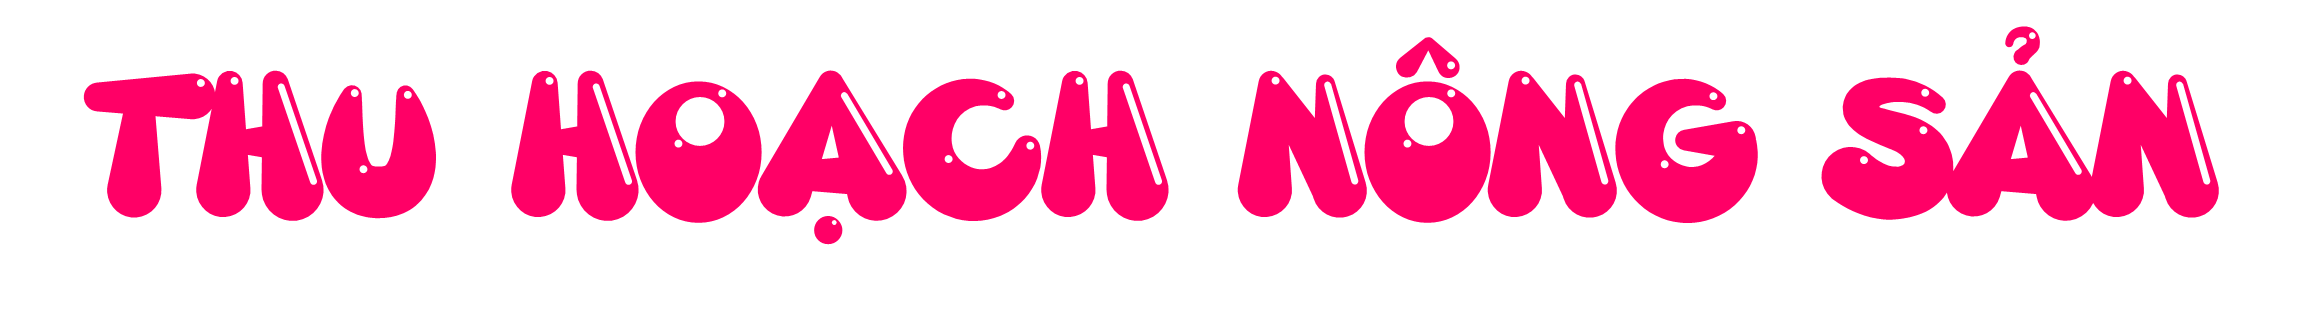 THU HOẠCH NÔNG SẢN